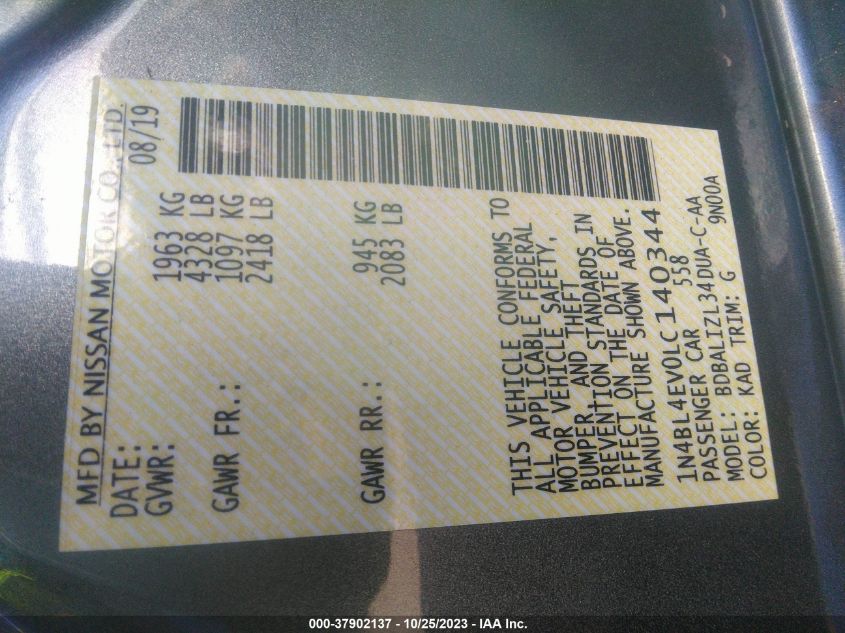 MFD BY NISSAN MOTOR CO., LTD.
DATE: 08/19
GVWR: 1963 KG
4328 LB
GAWR FR.: 1097 KG
2418 LB
GAWR RR.: 945 KG
2083 LB
THIS VEHICLE CONFORMS TO
ALL APPLICABLE FEDERAL
MOTOR VEHICLE SAFETY,
BUMPER, AND THEFT
PREVENTION STANDARDS IN
EFFECT ON THE DATE OF
MANUFACTURE SHOWN ABOVE.
1N4BL4EV0LC140344
PASSENGER CAR 558
MODEL: BDBALIZL34DUA-C-AA
COLOR: KAD TRIM: G 9N00A
000-37902137 - 10/25/2023 - IAA Inc.